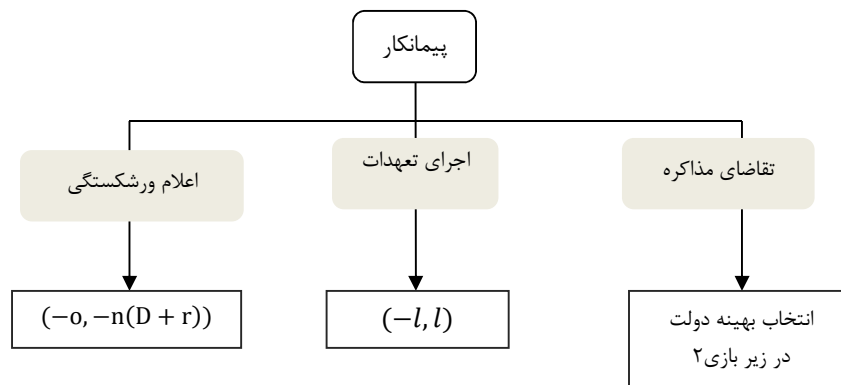 پیمانکار
تقاضای مذاکره
اجرای تعهدات
اعلام ورشکستگی
انتخاب بهینه دولت
در زیر بازی۲
(−l, l)
(−o, −n(D + r))